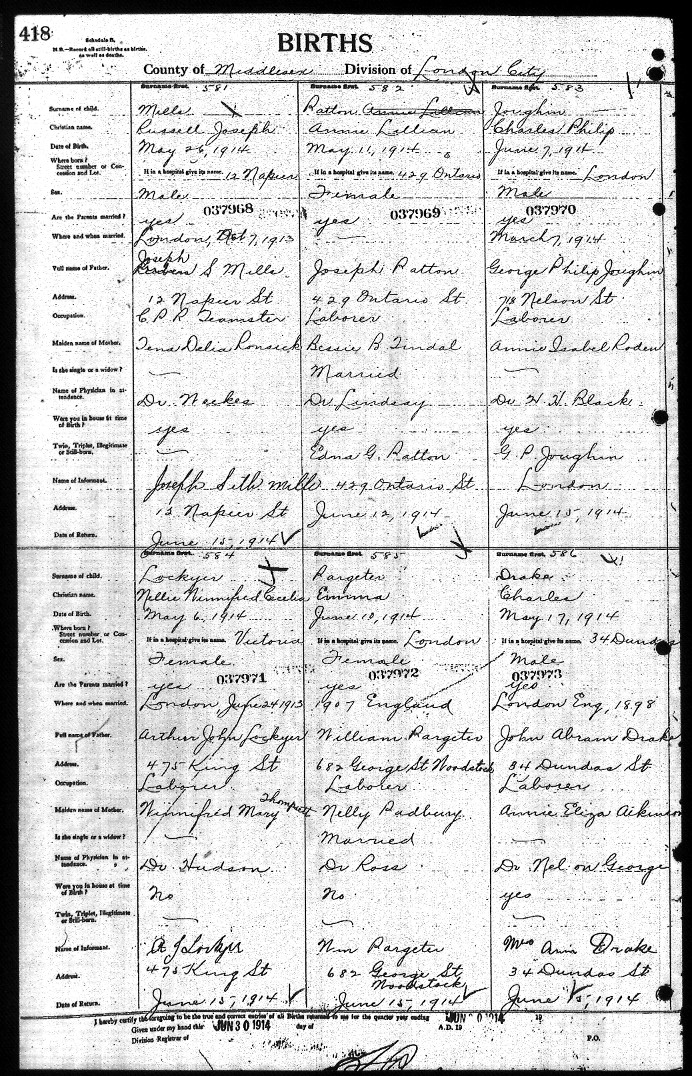 418
Schedule B.
N.B.—Record all still-births as births,
as well as deaths.
BIRTHS
County of Middlesex Division of London City
Surname first. 581 Surname first. 582 Surname first. 583
Surname of child. Mills Patton Annie Lillian Joughin
Christian name. Russell Joseph Annie Lillian Charles Philip
Date of Birth. May 26, 1914 May 11, 1914 June 7, 1914
Where born?
Street number or Concession and Lot. If in a hospital give its name. 12 Napier If in a hospital give its name. 429 Ontario If in a hospital give its name. London
Sex. Male Female Male
037968 037969 037970
Are the Parents married? yes yes yes
Where and when married. London, Oct 7, 1913 — March 7, 1914
Joseph
Full name of Father. S Mills Joseph Patton George Philip Joughin
Address. 12 Napier St 429 Ontario St 718 Nelson St
Occupation. C.P.R Teamster Laborer Laborer
Maiden name of Mother. Tena Delia Ronsick Bessie B Tindal Annie Isabel Roden
Is she single or a widow? — Married —
Name of Physician in attendance. Dr. Neckes Dr Lindsay Dr H H Black
Were you in house at time of Birth? yes yes yes
Twin, Triplet, Illegitimate or Still-born. — Edna G. Patton G. P. Joughin
Name of Informant. Joseph Seth Mills 429 Ontario St London
Address. 12 Napier St June 12, 1914 June 15, 1914
Date of Return. June 15, 1914
Surname first. 584 Surname first. 585 Surname first. 586
Surname of child. Lockyer Pargeter Drake
Christian name. Nellie Winnifred Cecelia Emma Charles
Date of Birth. May 6, 1914 June 10, 1914 May 17, 1914
Where born?
Street number or Concession and Lot. If in a hospital give its name. Victoria If in a hospital give its name. London If in a hospital give its name. 34 Dundas
Sex. Female Female Male
037971 037972 037973
Are the Parents married? yes yes yes
Where and when married. London, June 24 1913 1907 England London Eng, 1898
Full name of Father. Arthur John Lockyer William Pargeter John Abram Drake
Address. 475 King St 682 George St Woodstock 34 Dundas St
Occupation. Laborer Laborer Laborer
Maiden name of Mother. Winnifred Mary Thompsett Nelly Padbury Annie Eliza Aikinson
Is she single or a widow? — Married —
Name of Physician in attendance. Dr Hudson Dr Ross Dr Nelson George
Were you in house at time of Birth? No No yes
Twin, Triplet, Illegitimate or Still-born. — — —
Name of Informant. A J Lockyer Wm Pargeter Mrs Ann Drake
Address. 475 King St 682 George St Woodstock 34 Dundas St
Date of Return. June 15, 1914 June 15, 1914 June 15, 1914
I hereby certify the foregoing to be the true and correct entries of all Births returned to me for the quarter year ending JUN 30 1914 19
Given under my hand this JUN 30 1914 day of A.D. 19
Division Registrar of P.O.